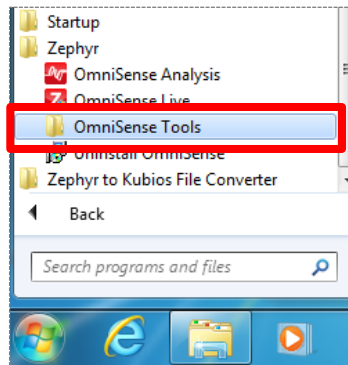 Startup
Zephyr
OmniSense Analysis
OmniSense Live
OmniSense Tools
Uninstall OmniSense
Zephyr to Kubios File Converter
Back
Search programs and files